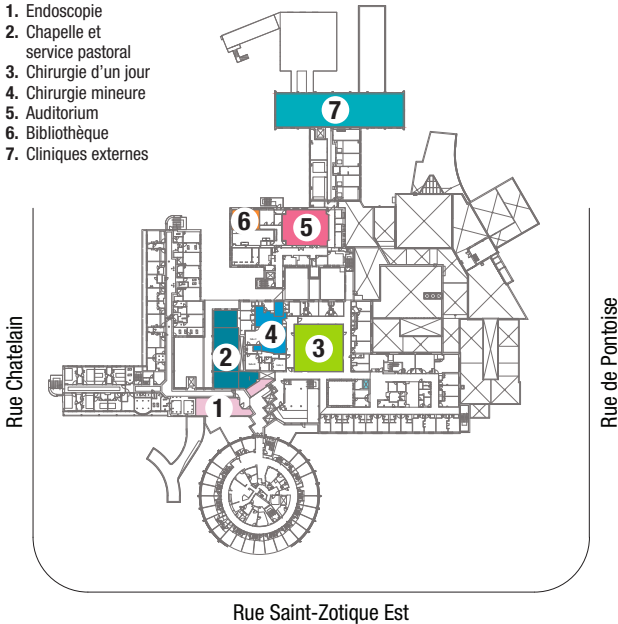 1. Endoscopie
2. Chapelle et
service pastoral
3. Chirurgie d'un jour
4. Chirurgie mineure
5. Auditorium
6. Bibliothèque
7. Cliniques externes
7
6
5
4
3
2
1
Rue Chatelain
Rue de Pontoise
Rue Saint-Zotique Est